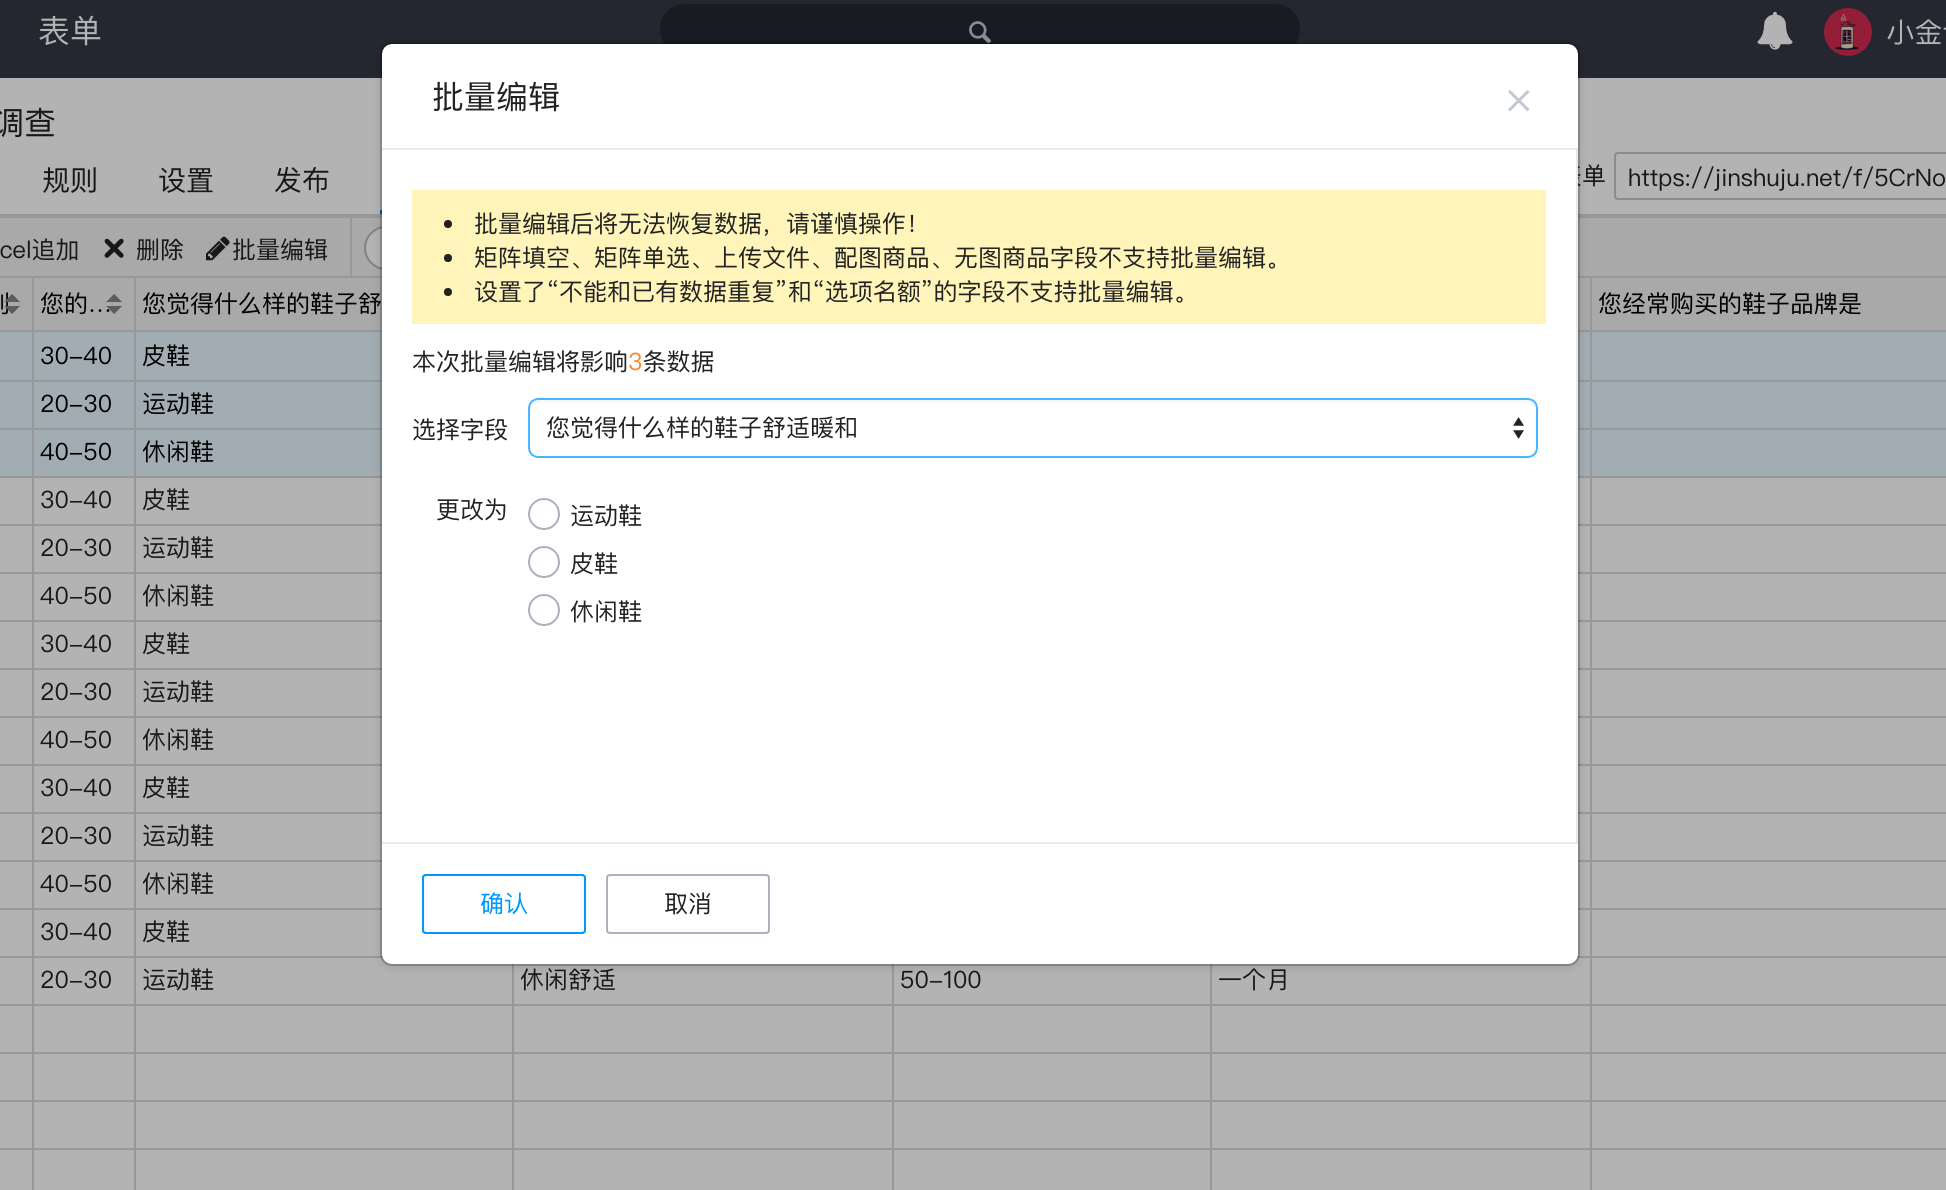 表单
小金
调查
规则
设置
发布
单
https://jinshuju.net/f/5CrNo
cel追加
删除
批量编辑
您的...
您觉得什么样的鞋子舒
您经常购买的鞋子品牌是
30-40 皮鞋
20-30 运动鞋
40-50 休闲鞋
30-40 皮鞋
20-30 运动鞋
40-50 休闲鞋
30-40 皮鞋
20-30 运动鞋
40-50 休闲鞋
30-40 皮鞋
20-30 运动鞋
40-50 休闲鞋
30-40 皮鞋
20-30 运动鞋 休闲舒适 50-100 一个月
批量编辑
批量编辑后将无法恢复数据，请谨慎操作！
矩阵填空、矩阵单选、上传文件、配图商品、无图商品字段不支持批量编辑。
设置了“不能和已有数据重复”和“选项名额”的字段不支持批量编辑。
本次批量编辑将影响3条数据
选择字段 您觉得什么样的鞋子舒适暖和
更改为 运动鞋
皮鞋
休闲鞋
确认 取消